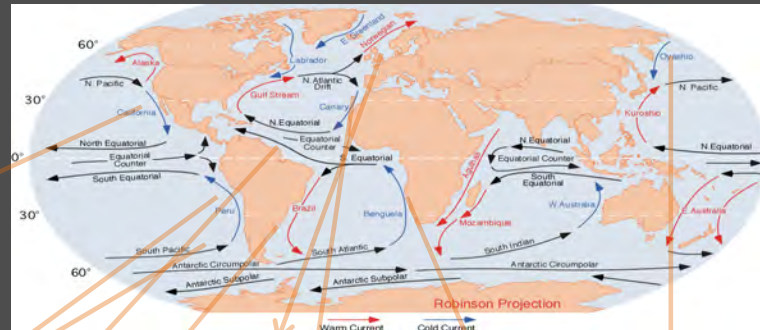 60°
30°
0°
30°
60°
Alaska
N. Pacific
California
North Equatorial
Equatorial
Counter
South Equatorial
Peru
South Pacific
Antarctic Circumpolar
Antarctic Subpolar
Labrador
E. Greenland
Norwegian
N. Atlantic
Drift
Gulf Stream
Canary
N. Equatorial
Equatorial
Counter
S. Equatorial
Brazil
Benguela
South Atlantic
Antarctic Subpolar
Agulhas
Mozambique
N. Equatorial
Equatorial Counter
South
Equatorial
W. Australia
South Indian
Antarctic Circumpolar
Oyashio
N. Pacific
Kuroshio
N. Equatorial
E. Australia
Robinson Projection
Warm Current
Cold Current